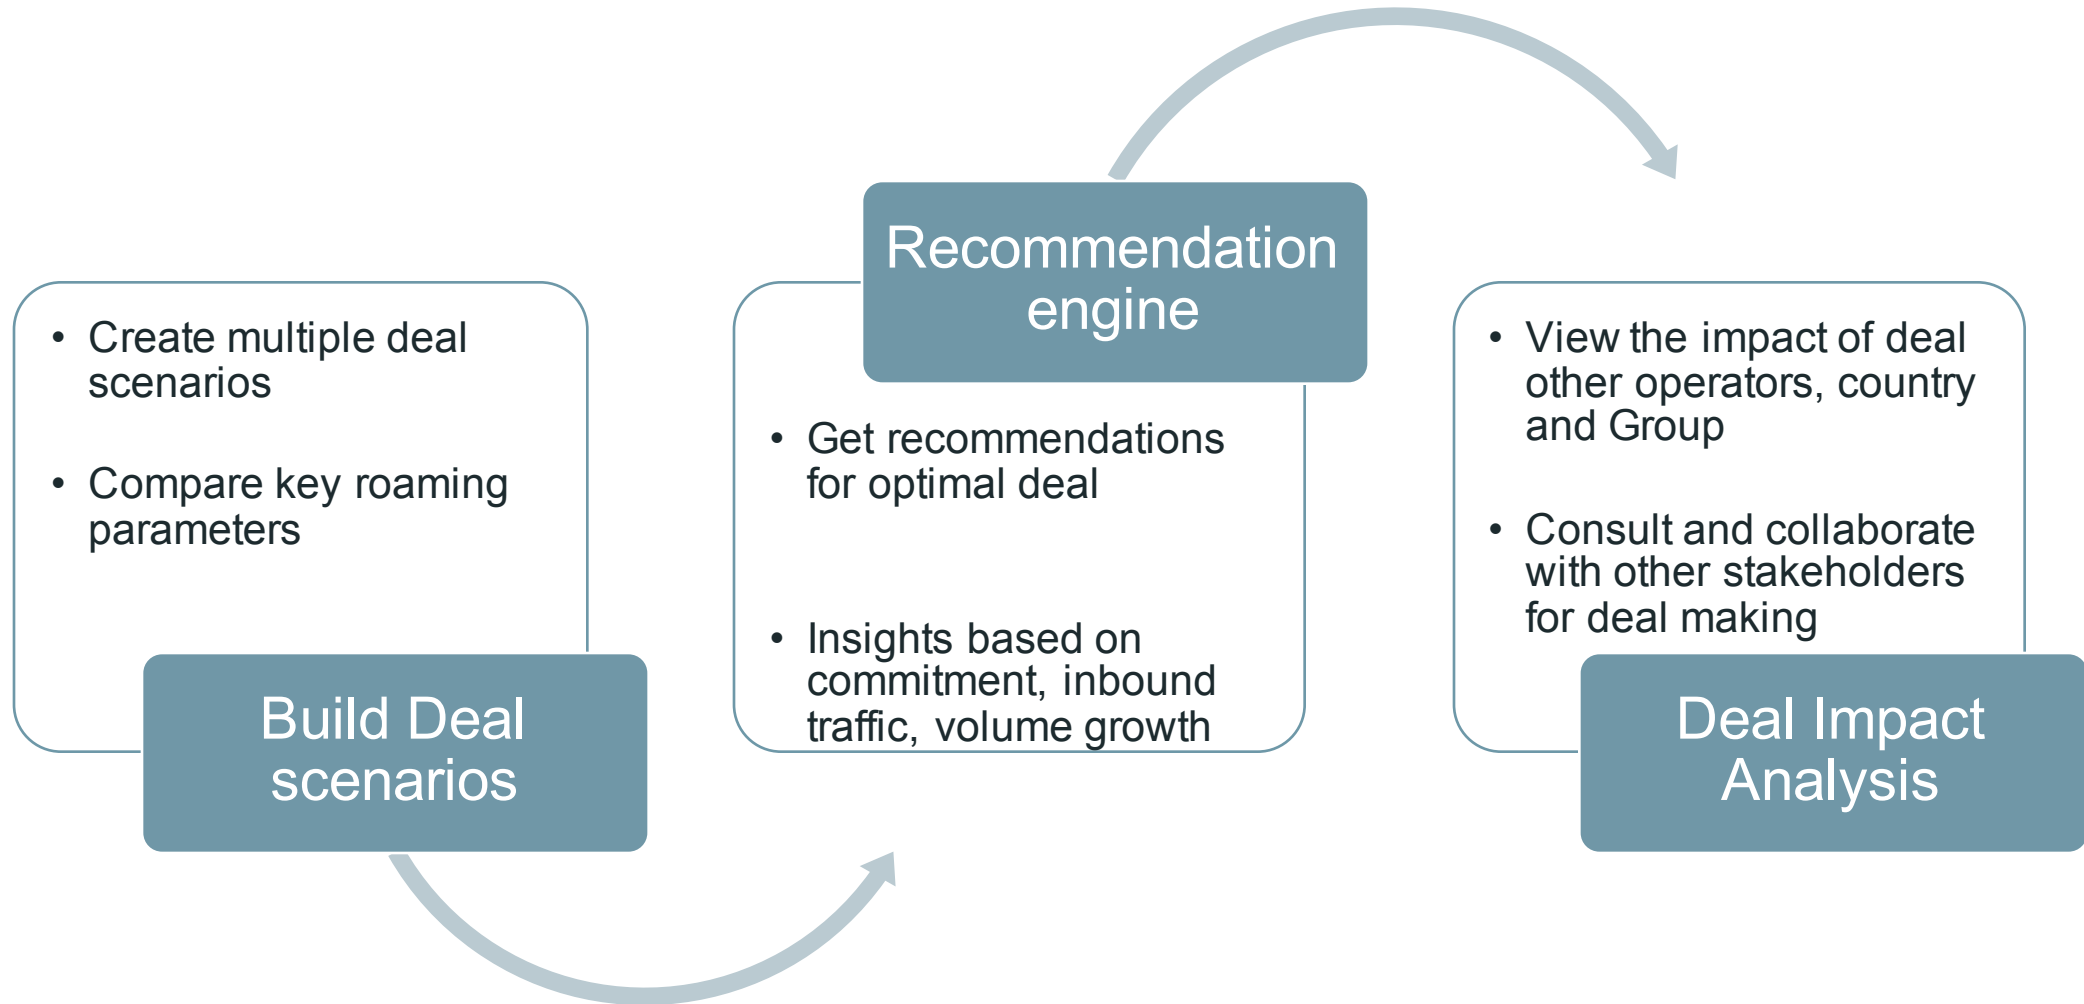 • Create multiple deal
scenarios
• Compare key roaming
parameters
Build Deal
scenarios
Recommendation
engine
• Get recommendations
for optimal deal
• Insights based on
commitment, inbound
traffic, volume growth
• View the impact of deal
other operators, country
and Group
• Consult and collaborate
with other stakeholders
for deal making
Deal Impact
Analysis